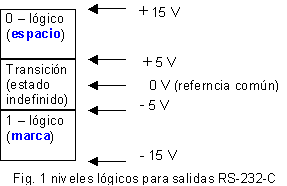 0 – lógico
(espacio)
+ 15 V
+ 5 V
Transición
(estado
indefinido)
0 V (referncia común)
- 5 V
1 – lógico
(marca)
- 15 V
Fig. 1 niveles lógicos para salidas RS-232-C